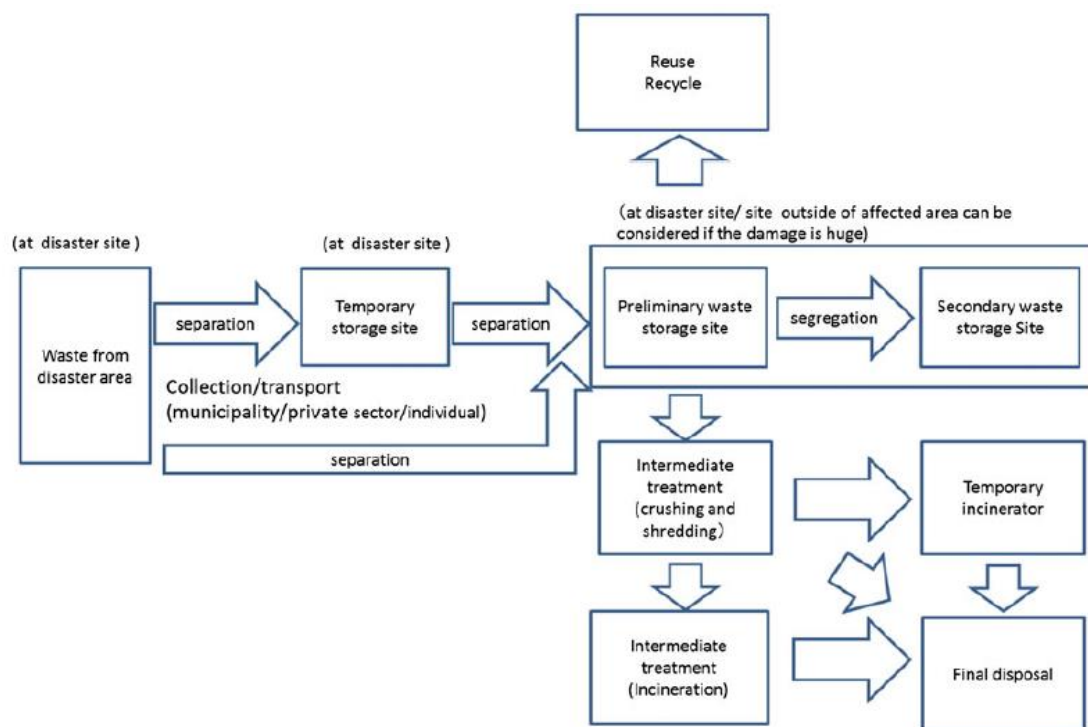 Reuse
Recycle
(at disaster site/ site outside of affected area can be
considered if the damage is huge)
(at disaster site )
(at disaster site )
Waste from
disaster area
separation
Temporary
storage site
separation
Preliminary waste
storage site
segregation
Secondary waste
storage Site
Collection/transport
(municipality/private sector/individual)
separation
Intermediate
treatment
(crushing and
shredding)
Temporary
incinerator
Intermediate
treatment
(Incineration)
Final disposal